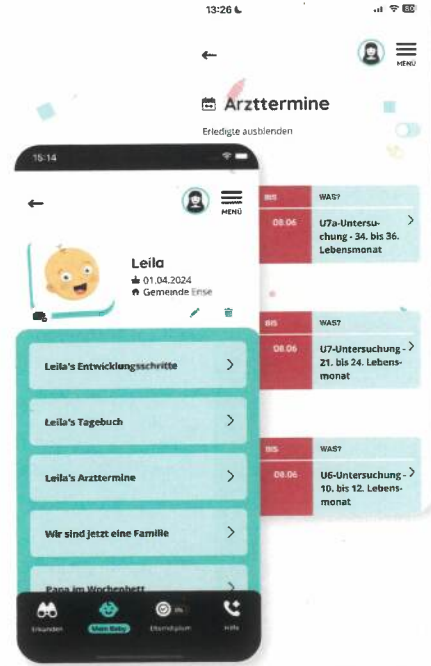 13:26
80
MENÜ
Arzttermine
Erledigte ausblenden
BIS
WAS?
08.06
U7a-Untersu-
chung - 34. bis 36.
Lebensmonat
BIS
WAS?
08.06
U7-Untersuchung -
21. bis 24. Lebens-
monat
BIS
WAS?
08.06
U6-Untersuchung -
10. bis 12. Lebens-
monat
15:14
MENÜ
Leila
01.04.2024
Gemeinde Ense
Leila's Entwicklungsschritte
Leila's Tagebuch
Leila's Arzttermine
Wir sind jetzt eine Familie
Papa im Wochenbett
Erkunden
Mein Baby
Elterndiplom
Hilfe